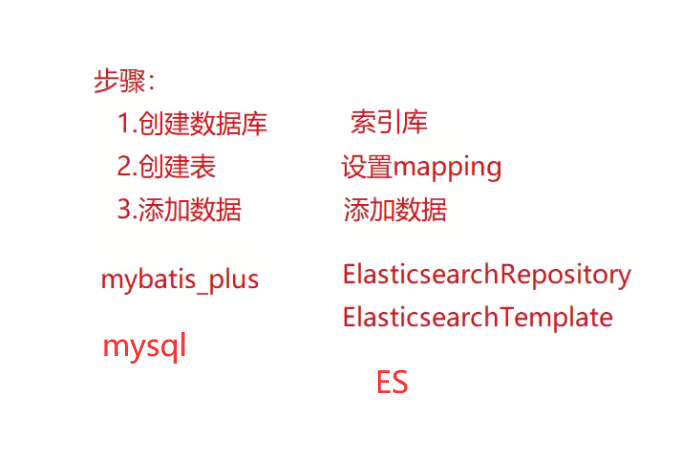 步骤：
1.创建数据库 索引库
2.创建表 设置mapping
3.添加数据 添加数据
mybatis_plus ElasticsearchRepository
ElasticsearchTemplate
mysql
ES